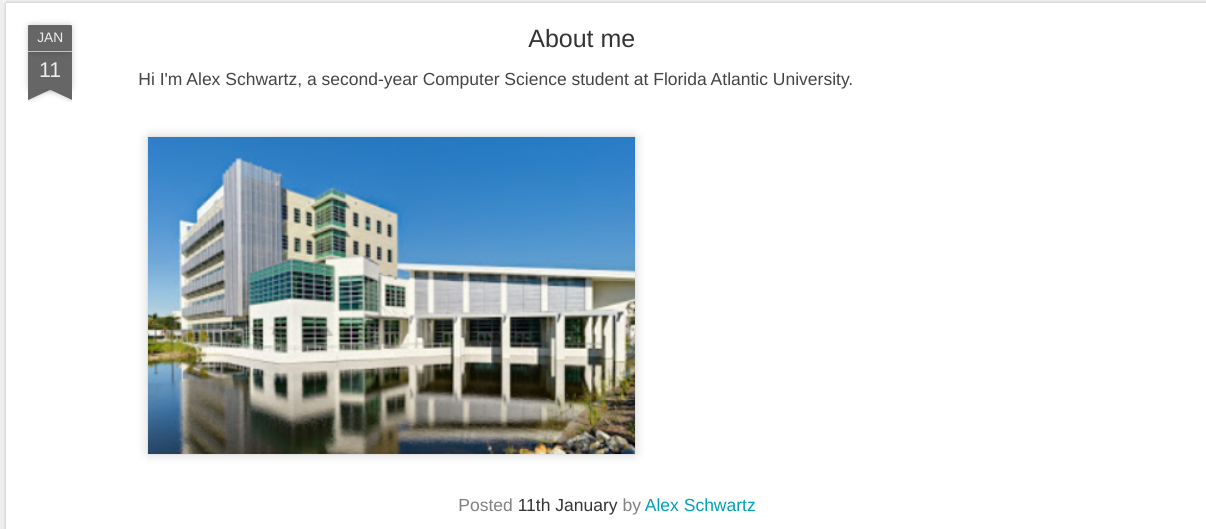 JAN
11
About me
Hi I'm Alex Schwartz, a second-year Computer Science student at Florida Atlantic University.
Posted 11th January by Alex Schwartz